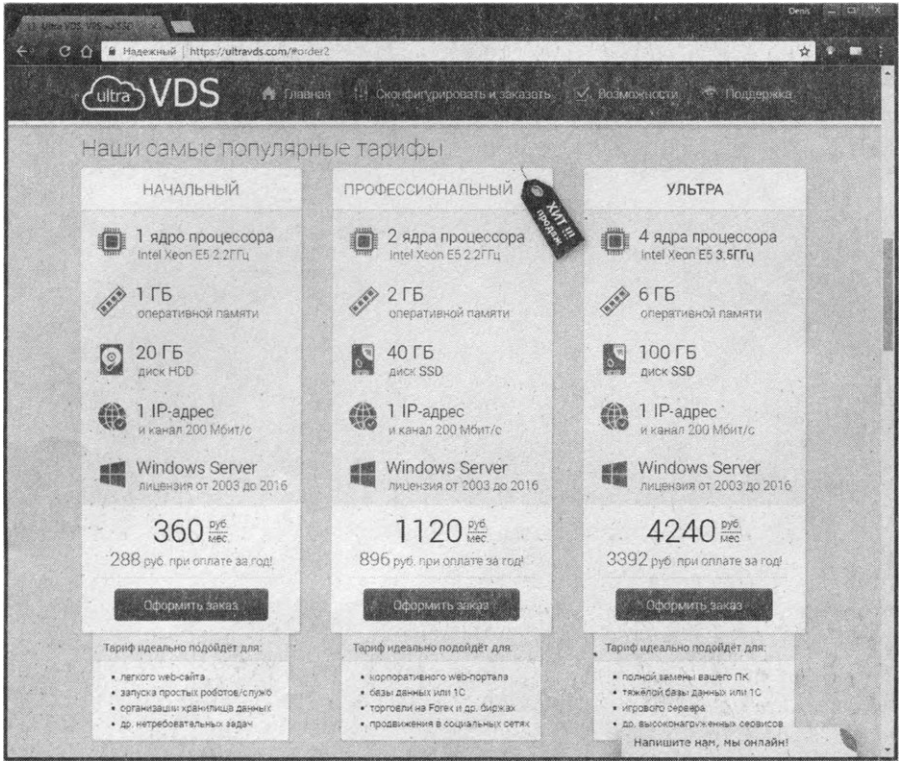 Ultra VDS, VPS на SSD
Denis
Надежный | https://ultravds.com/#order2
ultra VDS
Главная
Сконфигурировать и заказать
Возможности
Поддержка
Наши самые популярные тарифы
НАЧАЛЬНЫЙ
1 ядро процессора
Intel Xeon E5 2.2ГГц
1 ГБ
оперативной памяти
20 ГБ
диск HDD
1 IP-адрес
и канал 200 Мбит/с
Windows Server
лицензия от 2003 до 2016
360 руб. мес.
288 руб. при оплате за год!
Оформить заказ
Тариф идеально подойдёт для:
• легкого web-сайта
• запуска простых роботов/служб
• организации хранилища данных
• др. нетребовательных задач
ПРОФЕССИОНАЛЬНЫЙ
ХИТ !!!
продаж
2 ядра процессора
Intel Xeon E5 2.2ГГц
2 ГБ
оперативной памяти
40 ГБ
диск SSD
1 IP-адрес
и канал 200 Мбит/с
Windows Server
лицензия от 2003 до 2016
1120 руб. мес.
896 руб. при оплате за год!
Оформить заказ
Тариф идеально подойдёт для:
• корпоративного web-портала
• базы данных или 1С
• торговли на Forex и др. биржах
• продвижения в социальных сетях
УЛЬТРА
4 ядра процессора
Intel Xeon E5 3.5ГГц
6 ГБ
оперативной памяти
100 ГБ
диск SSD
1 IP-адрес
и канал 200 Мбит/с
Windows Server
лицензия от 2003 до 2016
4240 руб. мес.
3392 руб. при оплате за год!
Оформить заказ
Тариф идеально подойдёт для:
• полной замены вашего ПК
• тяжёлой базы данных или 1С
• игрового сервера
• др. высоконагруженных сервисов
Напишите нам, мы онлайн!